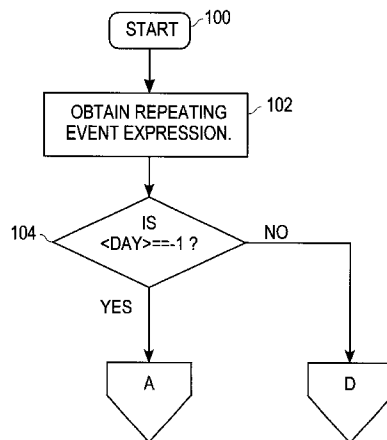 START
100
OBTAIN REPEATING
EVENT EXPRESSION.
102
IS
<DAY>==-1 ?
104
NO
YES
A
D